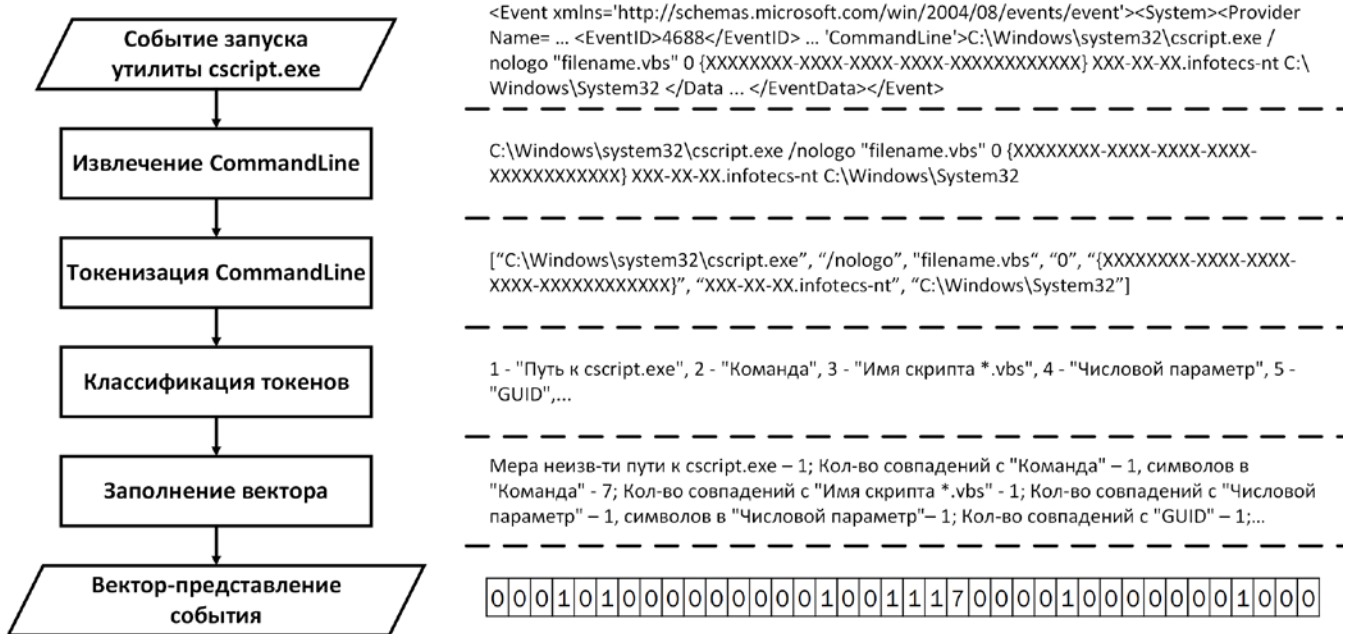 Событие запуска
утилиты cscript.exe
<Event xmlns='http://schemas.microsoft.com/win/2004/08/events/event'><System><Provider
Name= ... <EventID>4688</EventID> ... 'CommandLine'>C:\Windows\system32\cscript.exe /
nologo "filename.vbs" 0 {XXXXXXXX-XXXX-XXXX-XXXX-XXXXXXXXXXXX} XXX-XX-XX.infotecs-nt C:\
Windows\System32 </Data ... </EventData></Event>
Извлечение CommandLine
C:\Windows\system32\cscript.exe /nologo "filename.vbs" 0 {XXXXXXXX-XXXX-XXXX-XXXX-
XXXXXXXXXXXX} XXX-XX-XX.infotecs-nt C:\Windows\System32
Токенизация CommandLine
[“C:\Windows\system32\cscript.exe”, “/nologo”, "filename.vbs“, “0”, “{XXXXXXXX-XXXX-XXXX-
XXXX-XXXXXXXXXXXX}”, “XXX-XX-XX.infotecs-nt”, “C:\Windows\System32”]
Классификация токенов
1 - "Путь к cscript.exe", 2 - "Команда", 3 - "Имя скрипта *.vbs", 4 - "Числовой параметр", 5 -
"GUID",...
Заполнение вектора
Мера неизв-ти пути к cscript.exe – 1; Кол-во совпадений с "Команда" – 1, символов в
"Команда" - 7; Кол-во совпадений с "Имя скрипта *.vbs" - 1; Кол-во совпадений с "Числовой
параметр" – 1, символов в "Числовой параметр"– 1; Кол-во совпадений с "GUID" – 1;...
Вектор-представление
события
0 0 0 1 0 1 0 0 0 0 0 0 0 0 1 0 0 1 1 1 7 0 0 0 0 1 0 0 0 0 0 0 0 1 0 0 0